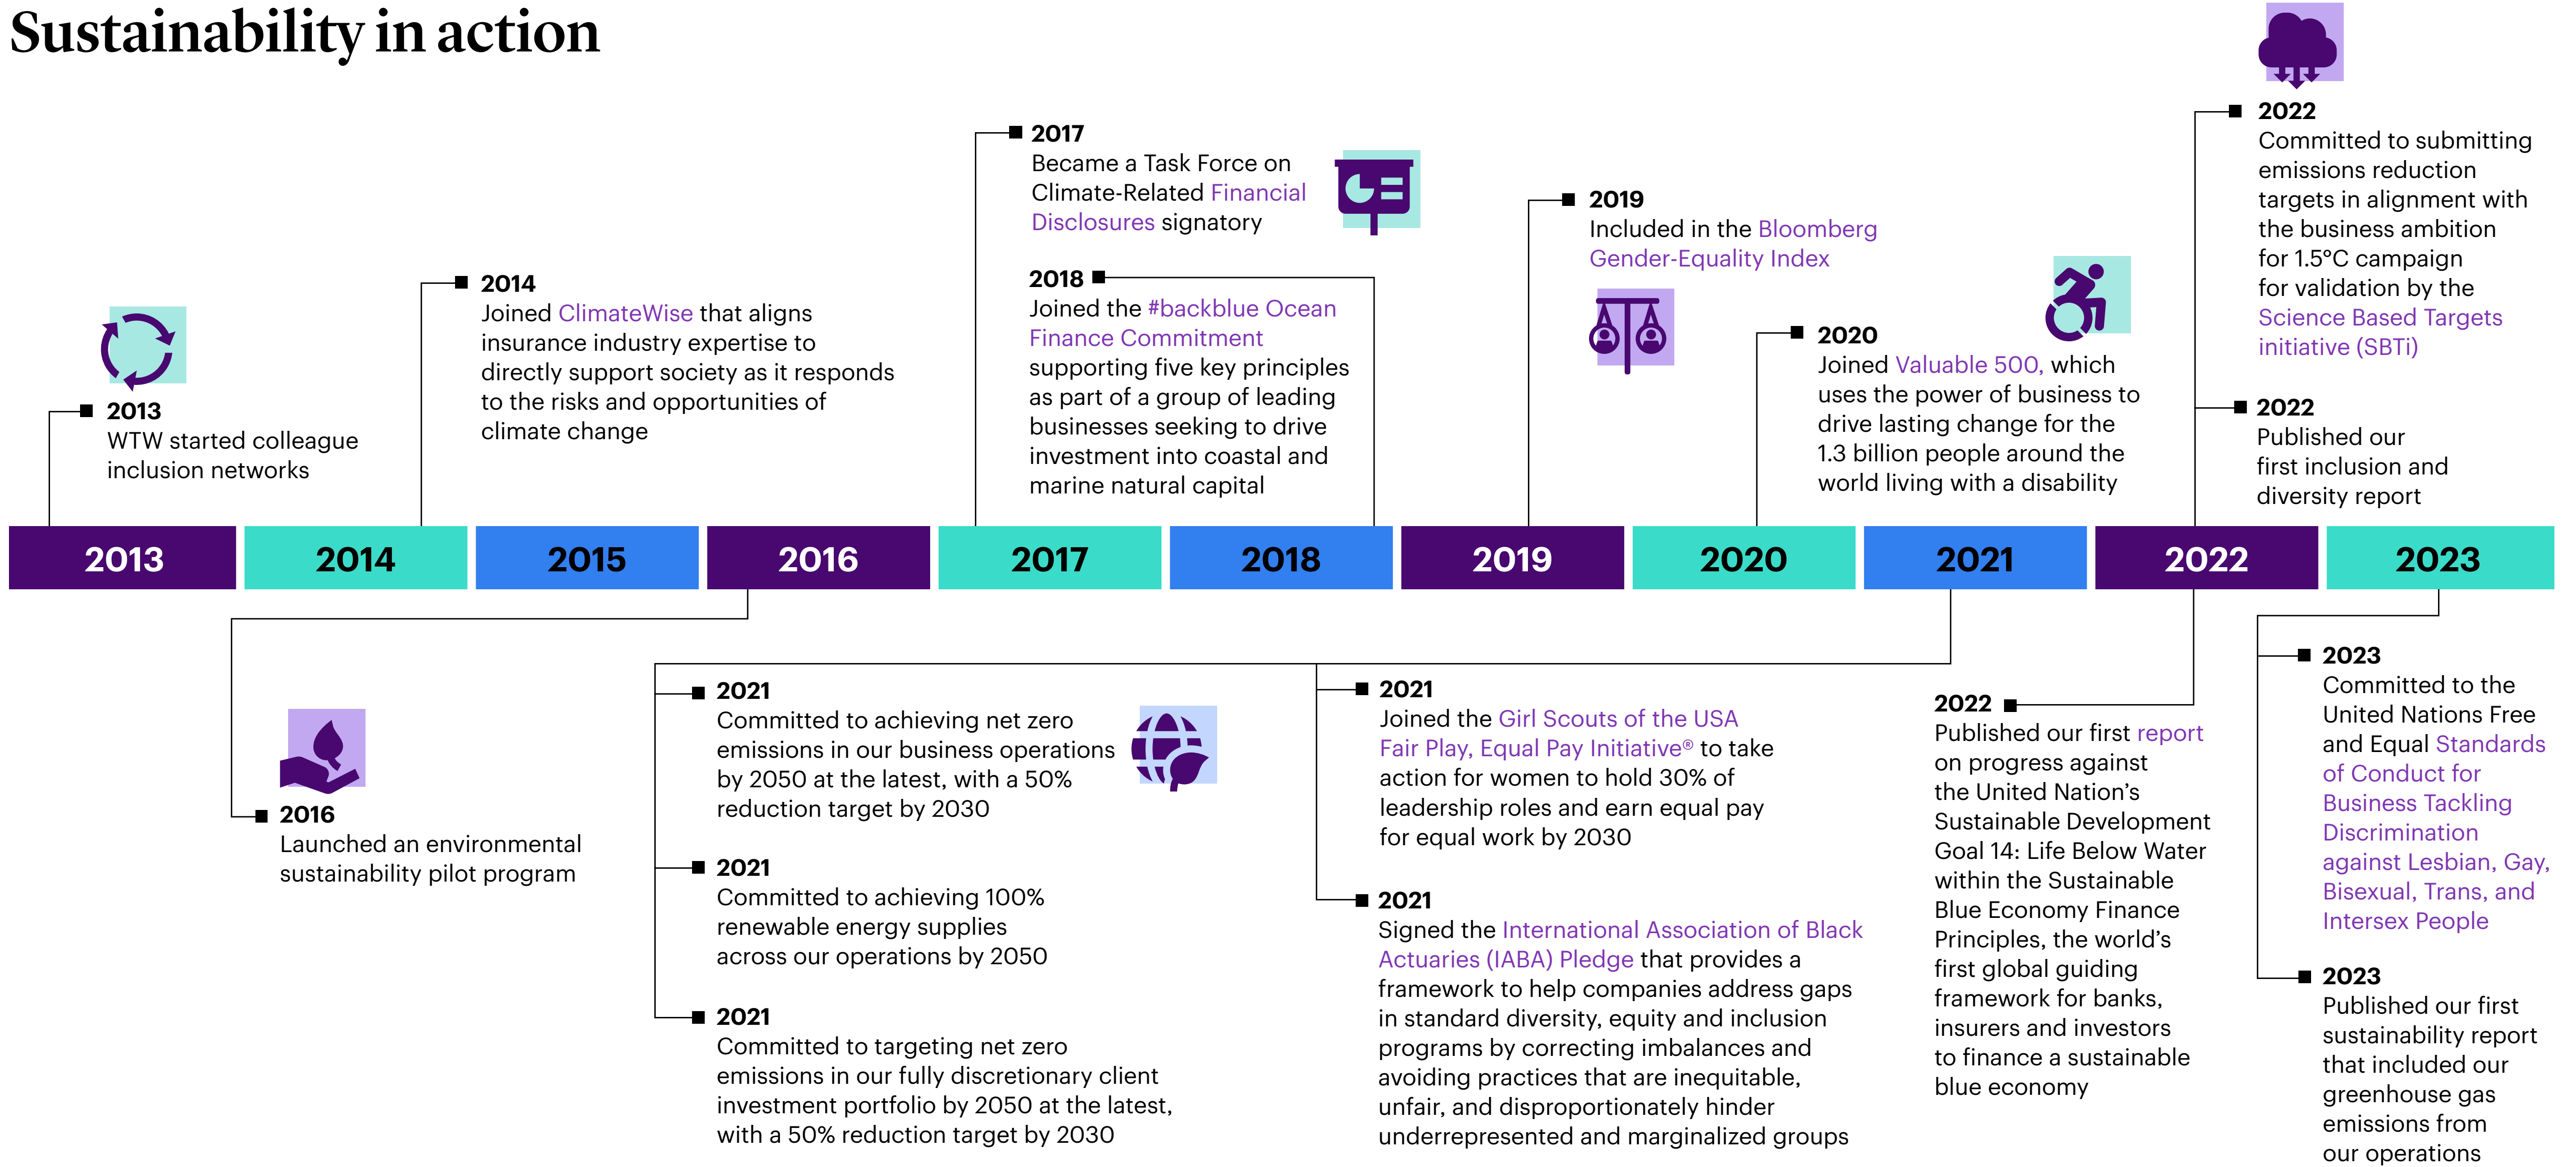 Sustainability in action
2013
WTW started colleague
inclusion networks
2014
Joined ClimateWise that aligns
insurance industry expertise to
directly support society as it responds
to the risks and opportunities of
climate change
2017
Became a Task Force on
Climate-Related Financial
Disclosures signatory
2018
Joined the #backblue Ocean
Finance Commitment
supporting five key principles
as part of a group of leading
businesses seeking to drive
investment into coastal and
marine natural capital
2019
Included in the Bloomberg
Gender-Equality Index
2020
Joined Valuable 500, which
uses the power of business to
drive lasting change for the
1.3 billion people around the
world living with a disability
2022
Committed to submitting
emissions reduction
targets in alignment with
the business ambition
for 1.5°C campaign
for validation by the
Science Based Targets
initiative (SBTi)
2022
Published our
first inclusion and
diversity report
2013
2014
2015
2016
2017
2018
2019
2020
2021
2022
2023
2016
Launched an environmental
sustainability pilot program
2021
Committed to achieving net zero
emissions in our business operations
by 2050 at the latest, with a 50%
reduction target by 2030
2021
Committed to achieving 100%
renewable energy supplies
across our operations by 2050
2021
Committed to targeting net zero
emissions in our fully discretionary client
investment portfolio by 2050 at the latest,
with a 50% reduction target by 2030
2021
Joined the Girl Scouts of the USA
Fair Play, Equal Pay Initiative® to take
action for women to hold 30% of
leadership roles and earn equal pay
for equal work by 2030
2021
Signed the International Association of Black
Actuaries (IABA) Pledge that provides a
framework to help companies address gaps
in standard diversity, equity and inclusion
programs by correcting imbalances and
avoiding practices that are inequitable,
unfair, and disproportionately hinder
underrepresented and marginalized groups
2022
Published our first report
on progress against
the United Nation’s
Sustainable Development
Goal 14: Life Below Water
within the Sustainable
Blue Economy Finance
Principles, the world’s
first global guiding
framework for banks,
insurers and investors
to finance a sustainable
blue economy
2023
Committed to the
United Nations Free
and Equal Standards
of Conduct for
Business Tackling
Discrimination
against Lesbian, Gay,
Bisexual, Trans, and
Intersex People
2023
Published our first
sustainability report
that included our
greenhouse gas
emissions from
our operations